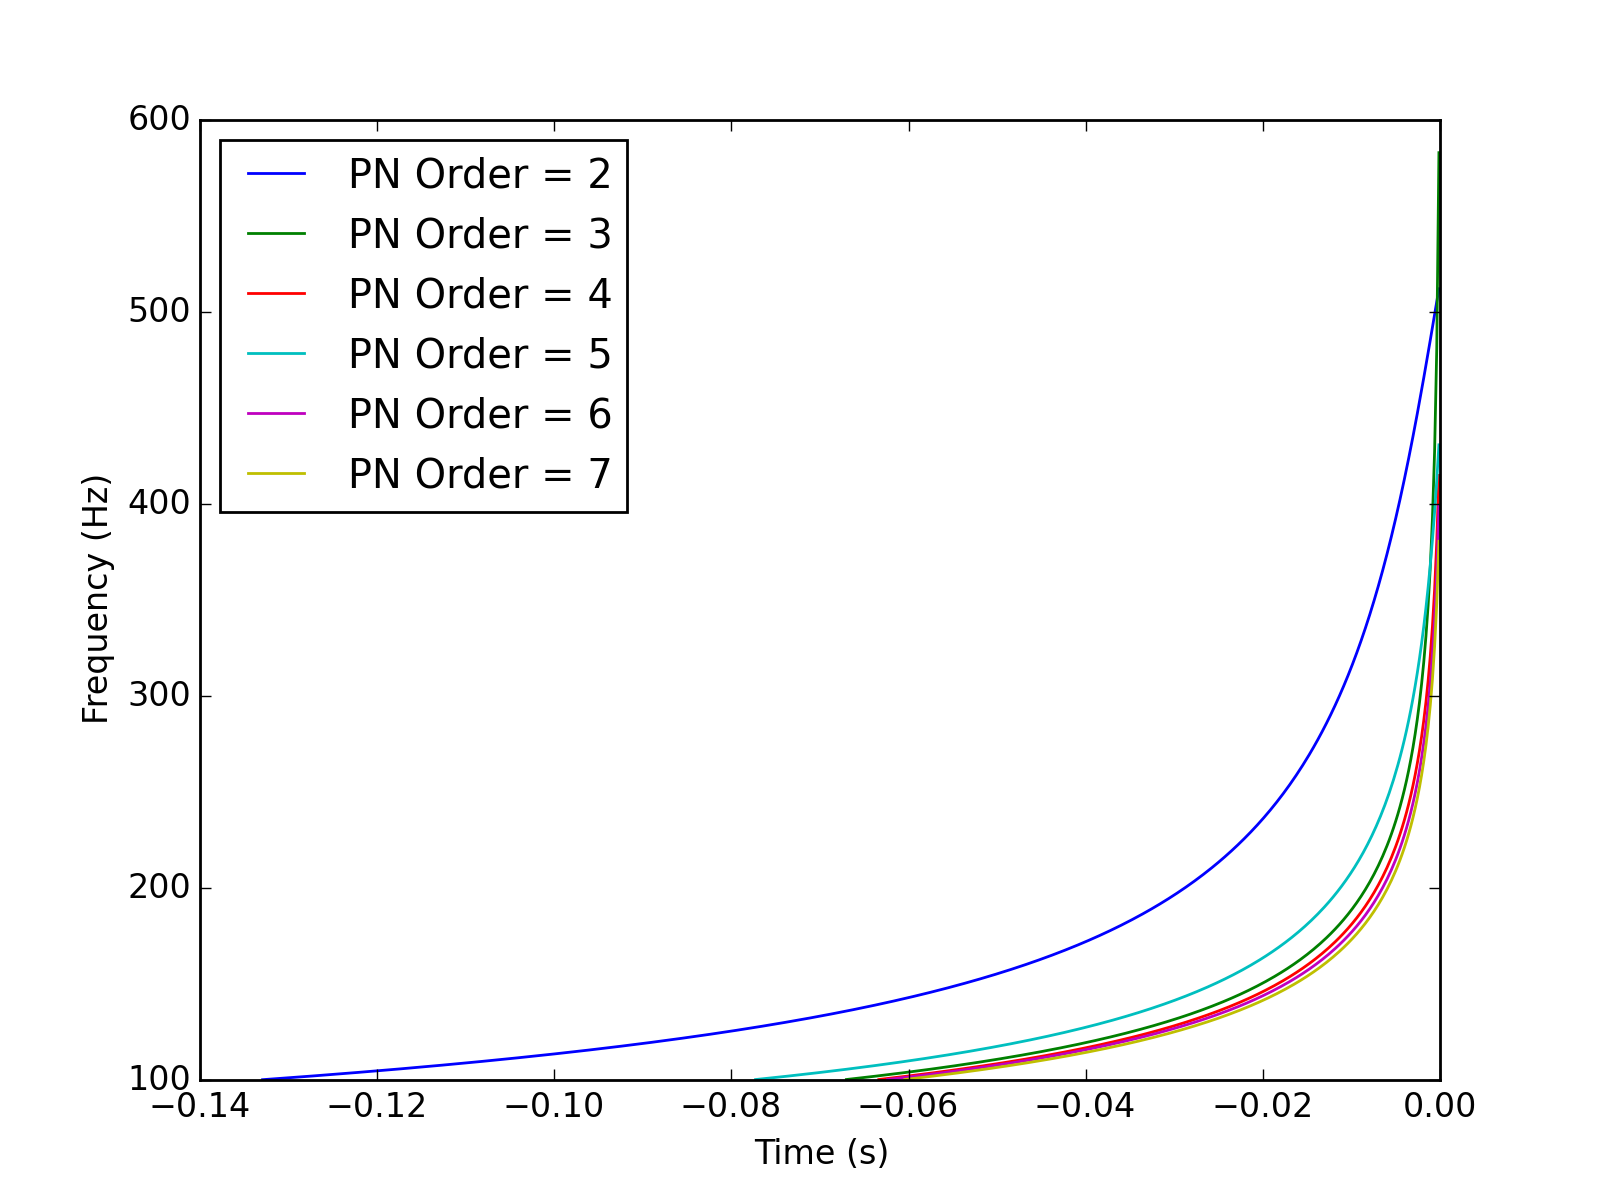 600
500
400
300
200
100
Frequency (Hz)
PN Order = 2
PN Order = 3
PN Order = 4
PN Order = 5
PN Order = 6
PN Order = 7
−0.14 −0.12 −0.10 −0.08 −0.06 −0.04 −0.02 0.00
Time (s)